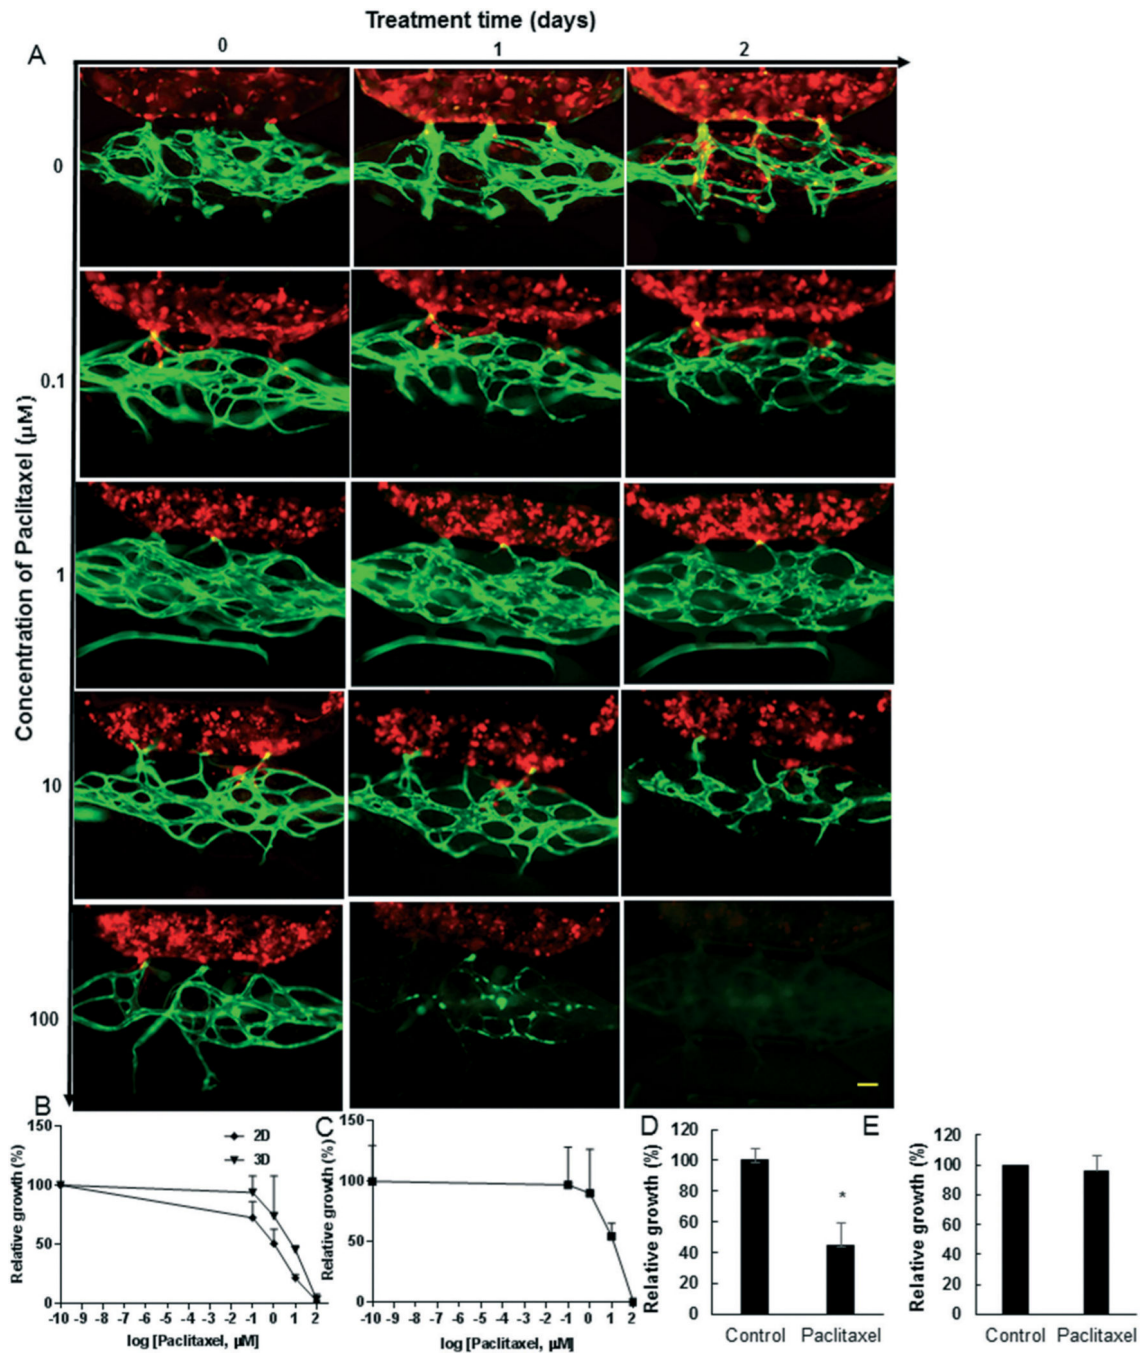 Treatment time (days)
A
0
1
2
Concentration of Paclitaxel (μM)
0
0.1
1
10
100
B
Relative growth (%)
150
100
50
0
2D
3D
-10 -9 -8 -7 -6 -5 -4 -3 -2 -1 0 1 2
log [Paclitaxel, μM]
C
Relative growth (%)
150
100
50
0
-10 -9 -8 -7 -6 -5 -4 -3 -2 -1 0 1 2
log [Paclitaxel, μM]
D
Relative growth (%)
120
100
80
60
40
20
0
*
Control Paclitaxel
E
Relative growth (%)
120
100
80
60
40
20
0
Control Paclitaxel